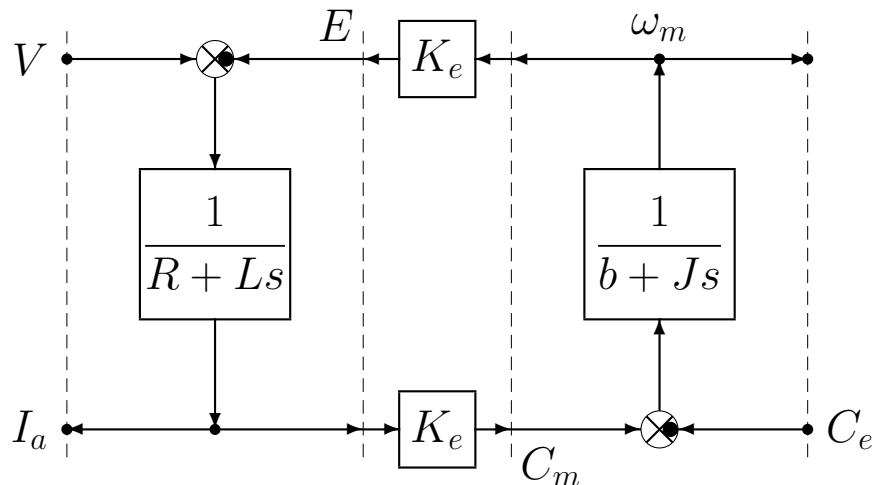 E
ω_m
V
K_e
1
R + Ls
1
b + Js
I_a
K_e
C_m
C_e